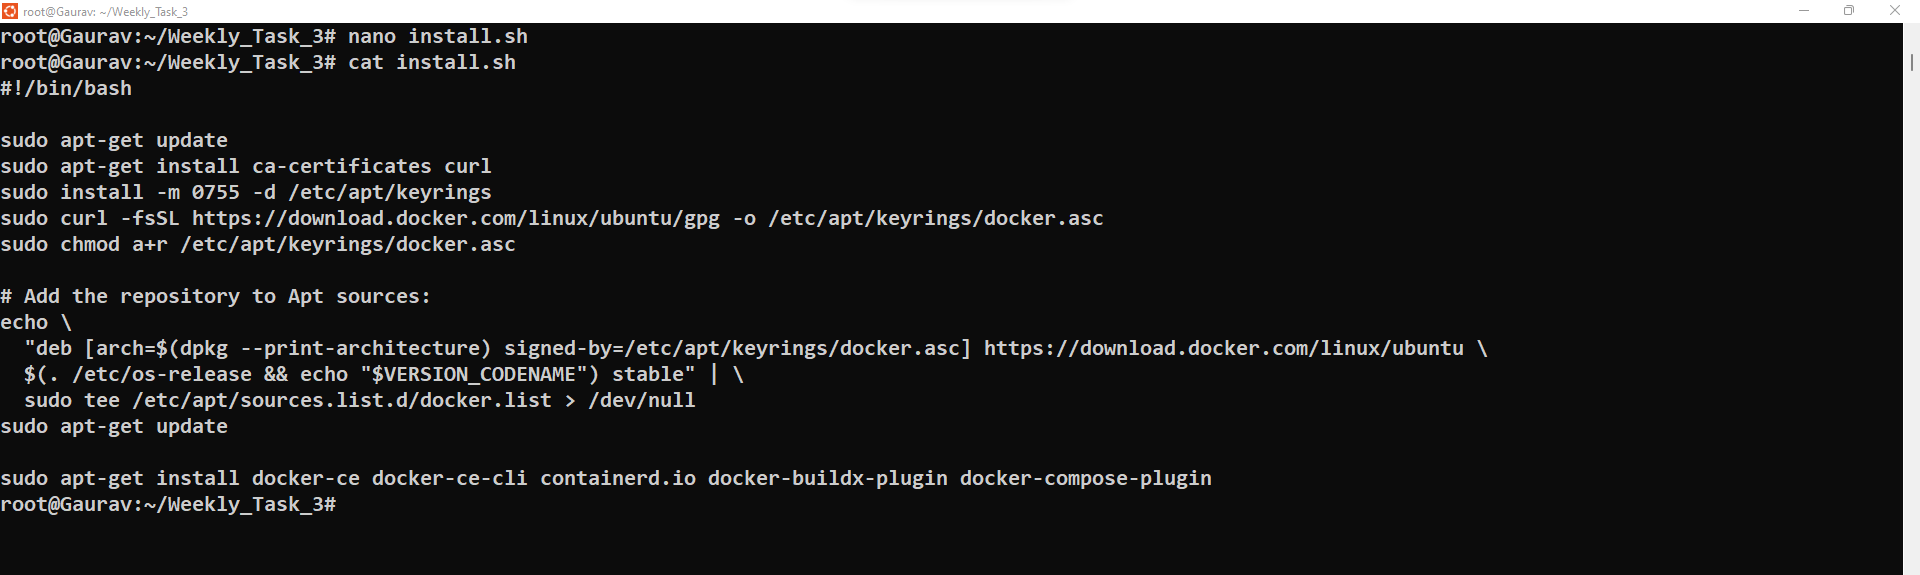 root@Gaurav: ~/Weekly_Task_3
root@Gaurav:~/Weekly_Task_3# nano install.sh
root@Gaurav:~/Weekly_Task_3# cat install.sh
#!/bin/bash

sudo apt-get update
sudo apt-get install ca-certificates curl
sudo install -m 0755 -d /etc/apt/keyrings
sudo curl -fsSL https://download.docker.com/linux/ubuntu/gpg -o /etc/apt/keyrings/docker.asc
sudo chmod a+r /etc/apt/keyrings/docker.asc

# Add the repository to Apt sources:
echo \
  "deb [arch=$(dpkg --print-architecture) signed-by=/etc/apt/keyrings/docker.asc] https://download.docker.com/linux/ubuntu \
  $(. /etc/os-release && echo "$VERSION_CODENAME") stable" | \
  sudo tee /etc/apt/sources.list.d/docker.list > /dev/null
sudo apt-get update

sudo apt-get install docker-ce docker-ce-cli containerd.io docker-buildx-plugin docker-compose-plugin
root@Gaurav:~/Weekly_Task_3#